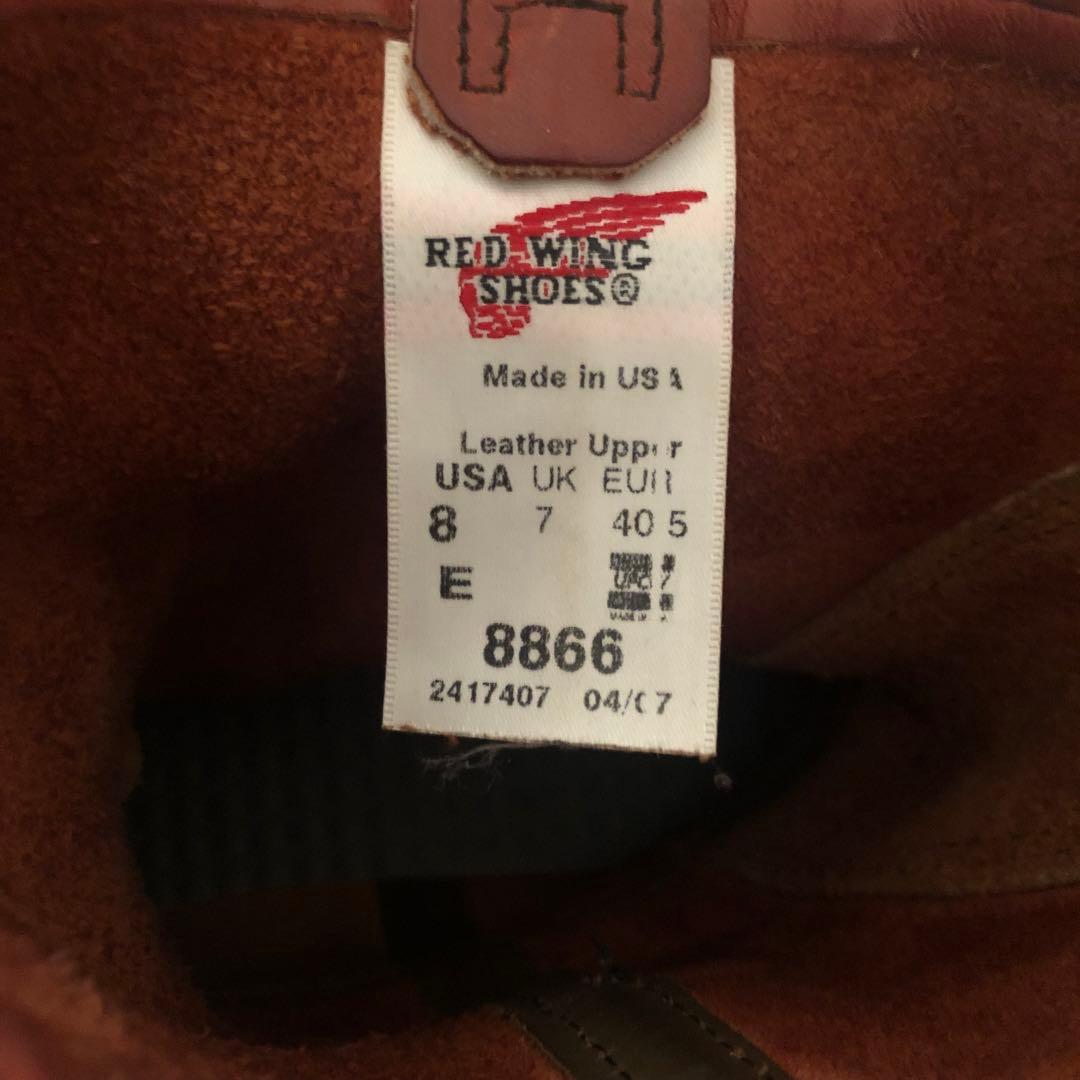 RED WING
SHOES®
Made in USA
Leather Upper
USA UK EUR
8 7 40 5
E
8866
2417407 04/07